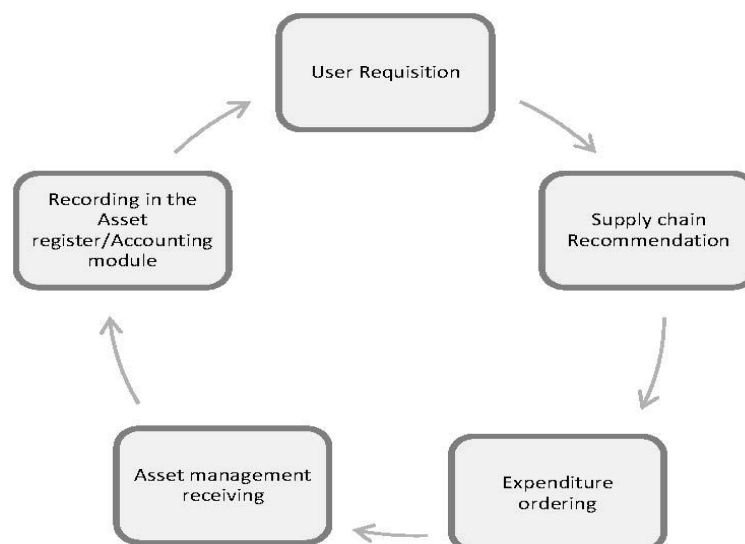 User Requisition
Supply chain
Recommendation
Expenditure
ordering
Asset management
receiving
Recording in the
Asset
register/Accounting
module